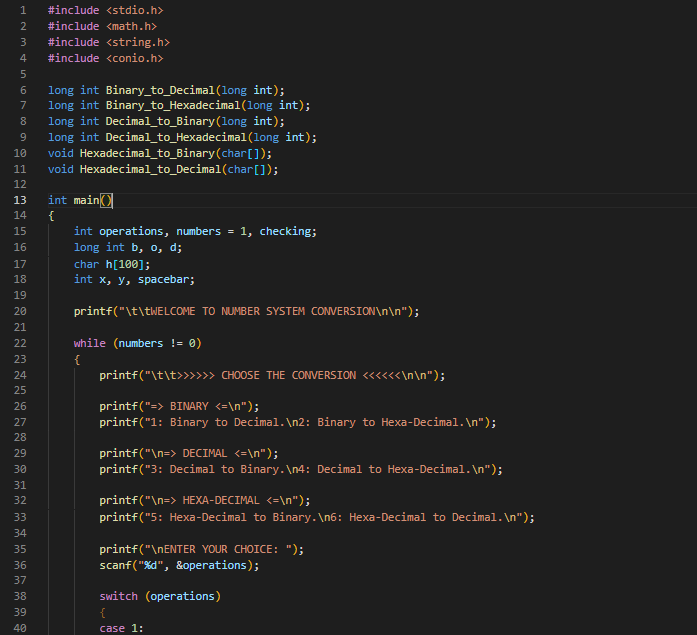 1 #include <stdio.h>
2 #include <math.h>
3 #include <string.h>
4 #include <conio.h>
5
6 long int Binary_to_Decimal(long int);
7 long int Binary_to_Hexadecimal(long int);
8 long int Decimal_to_Binary(long int);
9 long int Decimal_to_Hexadecimal(long int);
10 void Hexadecimal_to_Binary(char[]);
11 void Hexadecimal_to_Decimal(char[]);
12
13 int main()
14 {
15     int operations, numbers = 1, checking;
16     long int b, o, d;
17     char h[100];
18     int x, y, spacebar;
19
20     printf("\t\tWELCOME TO NUMBER SYSTEM CONVERSION\n\n");
21
22     while (numbers != 0)
23     {
24         printf("\t\t>>>>>> CHOOSE THE CONVERSION <<<<<<\n\n");
25
26         printf("=> BINARY <=\n");
27         printf("1: Binary to Decimal.\n2: Binary to Hexa-Decimal.\n");
28
29         printf("\n=> DECIMAL <=\n");
30         printf("3: Decimal to Binary.\n4: Decimal to Hexa-Decimal.\n");
31
32         printf("\n=> HEXA-DECIMAL <=\n");
33         printf("5: Hexa-Decimal to Binary.\n6: Hexa-Decimal to Decimal.\n");
34
35         printf("\nENTER YOUR CHOICE: ");
36         scanf("%d", &operations);
37
38         switch (operations)
39         {
40         case 1: